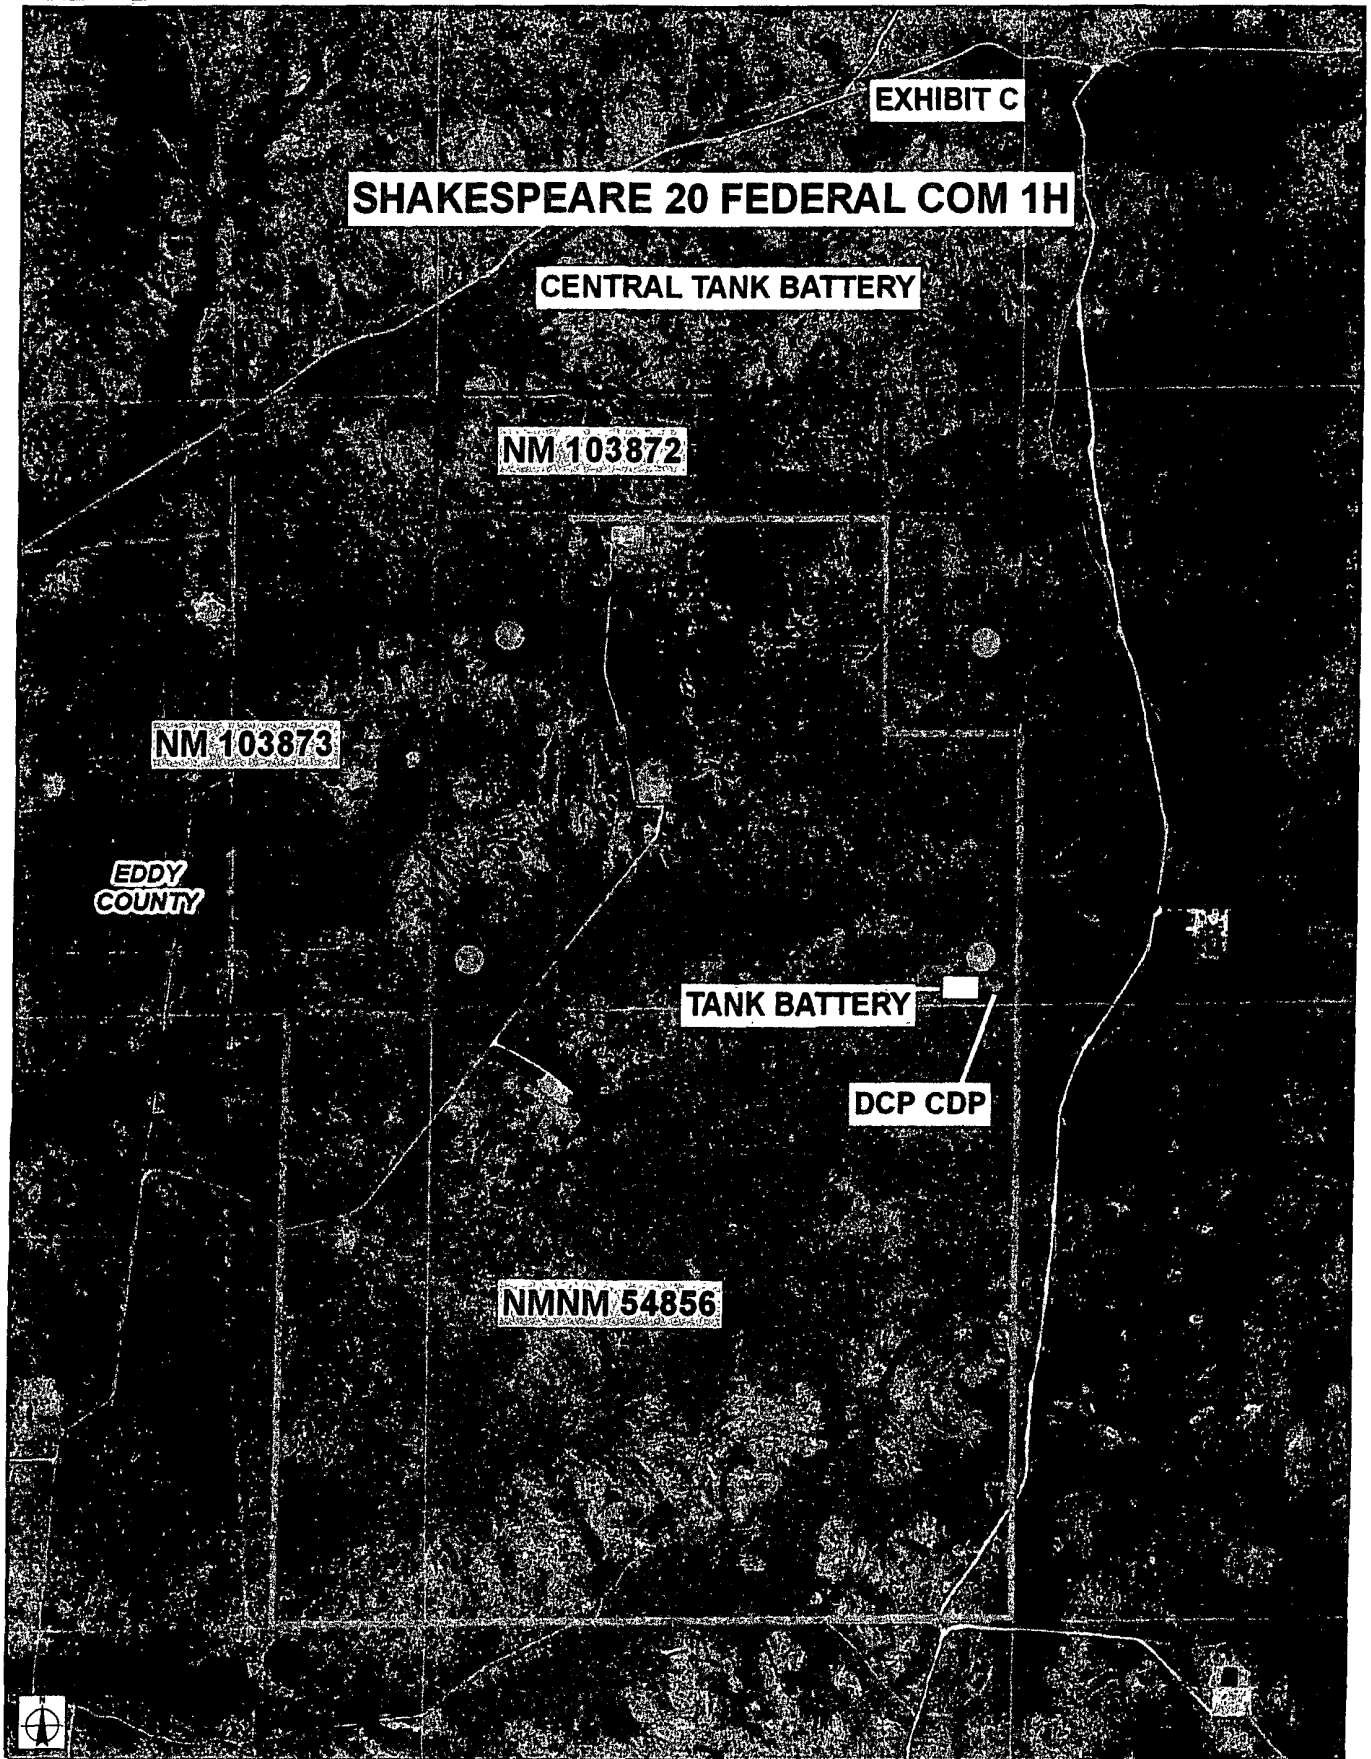 EXHIBIT C
SHAKESPEARE 20 FEDERAL COM 1H
CENTRAL TANK BATTERY
NM 103872
NM 103873
EDDY
COUNTY
TANK BATTERY
DCP CDP
NMNM 54856